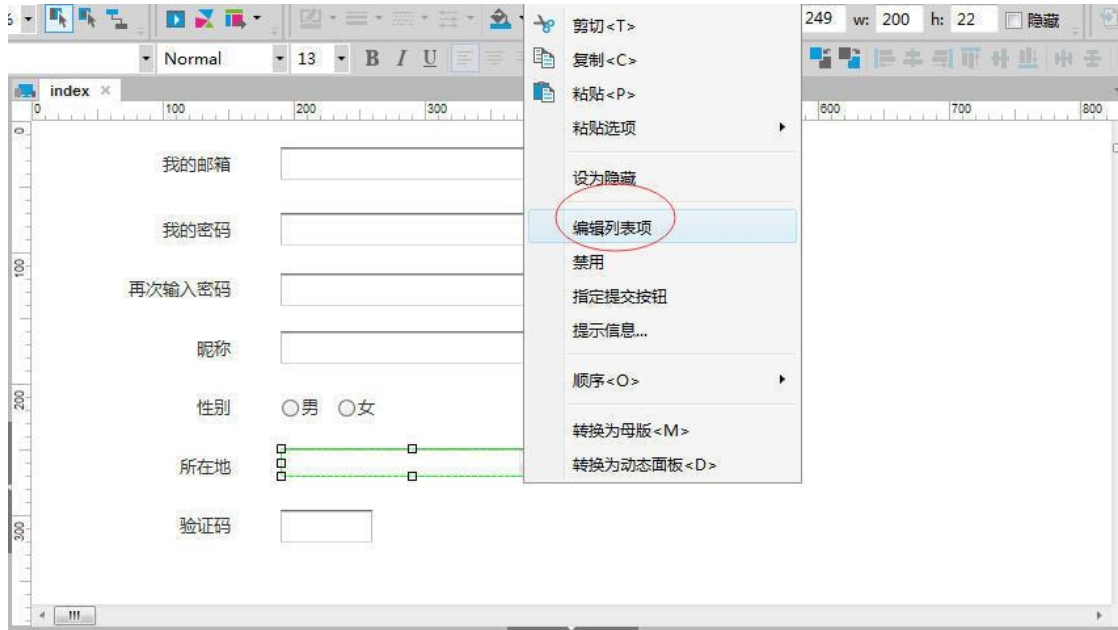 249 w: 200 h: 22 隐藏
Normal 13 B I U
index
0 100 200 300 600 700 800
我的邮箱
我的密码
再次输入密码
昵称
性别 男 女
所在地
验证码
0
100
200
300
剪切<T>
复制<C>
粘贴<P>
粘贴选项
设为隐藏
编辑列表项
禁用
指定提交按钮
提示信息...
顺序<O>
转换为母版<M>
转换为动态面板<D>